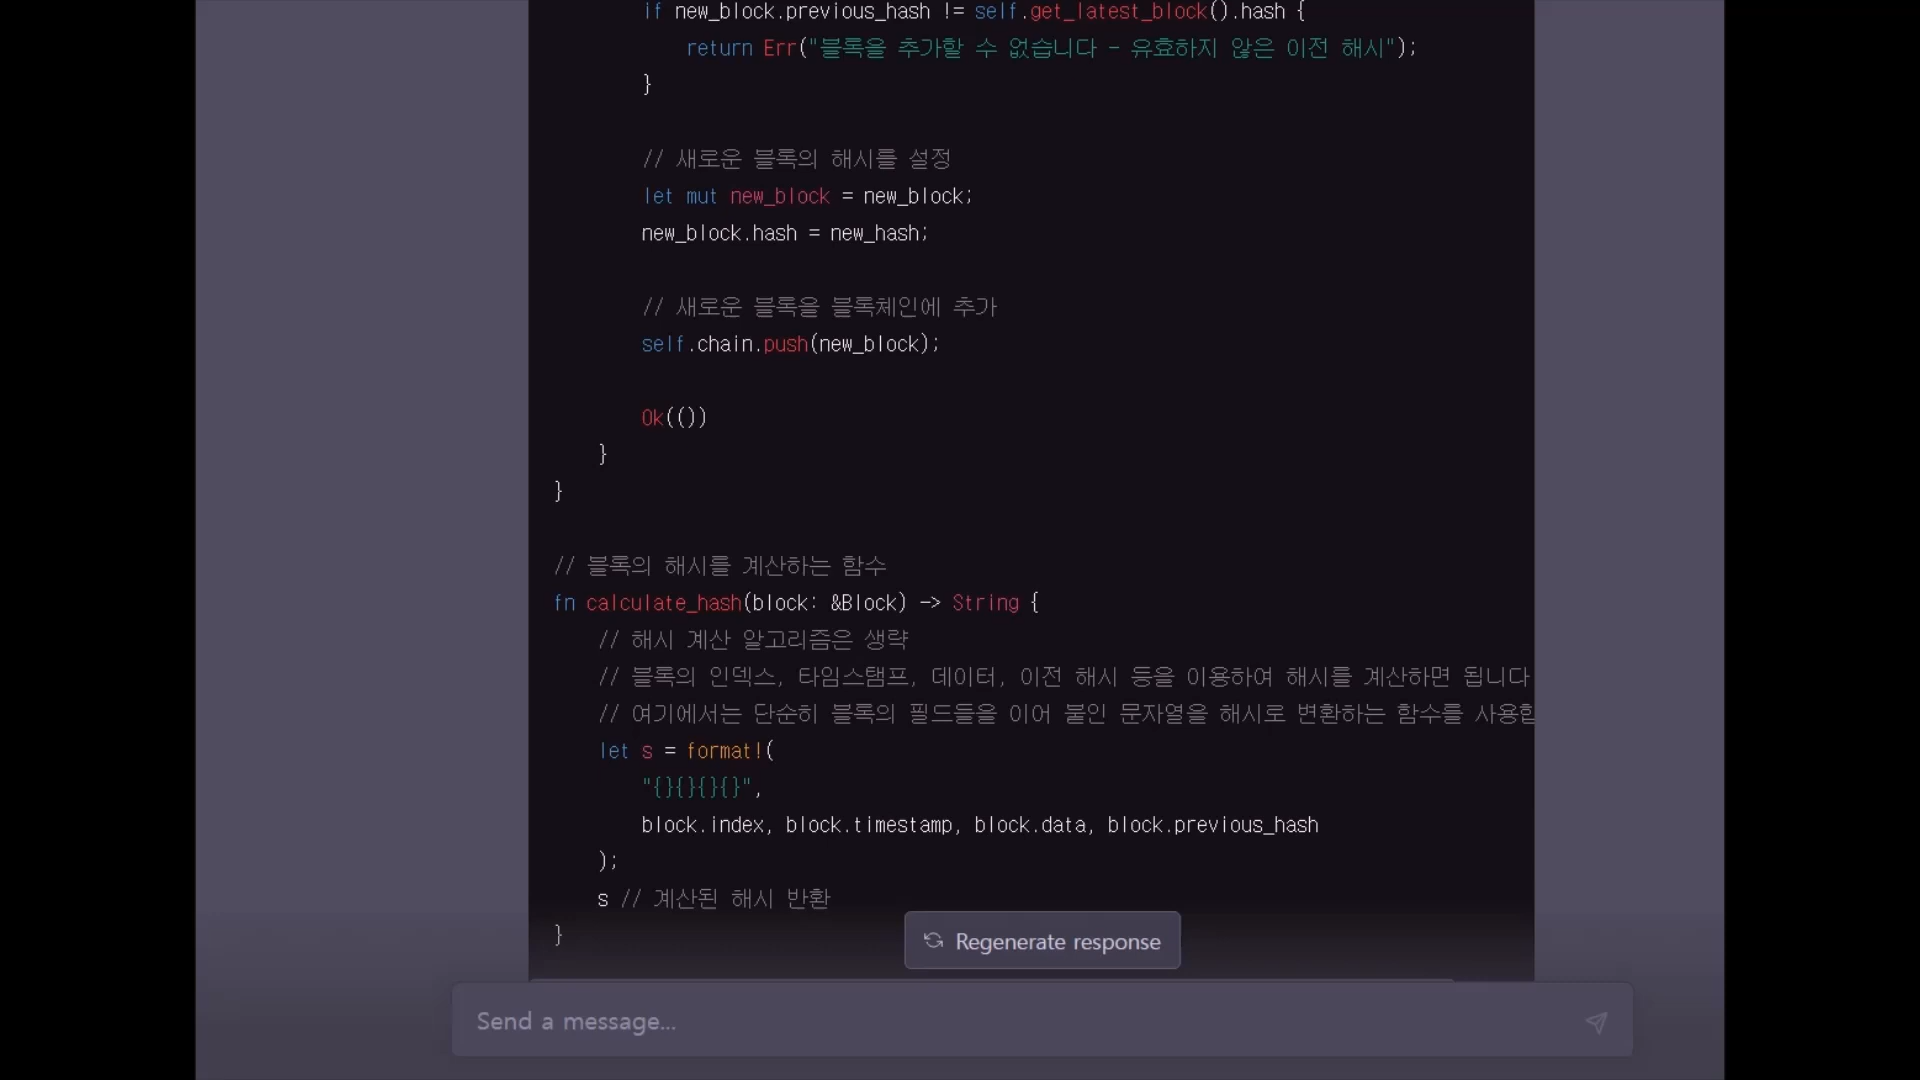 if new_block.previous_hash != self.get_latest_block().hash {
return Err("블록을 추가할 수 없습니다 - 유효하지 않은 이전 해시");
}
// 새로운 블록의 해시를 설정
let mut new_block = new_block;
new_block.hash = new_hash;
// 새로운 블록을 블록체인에 추가
self.chain.push(new_block);
Ok(())
}
}
// 블록의 해시를 계산하는 함수
fn calculate_hash(block: &Block) -> String {
// 해시 계산 알고리즘은 생략
// 블록의 인덱스, 타임스탬프, 데이터, 이전 해시 등을 이용하여 해시를 계산하면 됩니다
// 여기에서는 단순히 블록의 필드들을 이어 붙인 문자열을 해시로 변환하는 함수를
let s = format!(
"{}{}{}{}",
block.index, block.timestamp, block.data, block.previous_hash
);
s // 계산된 해시 반환
}
Regenerate response
Send a message...